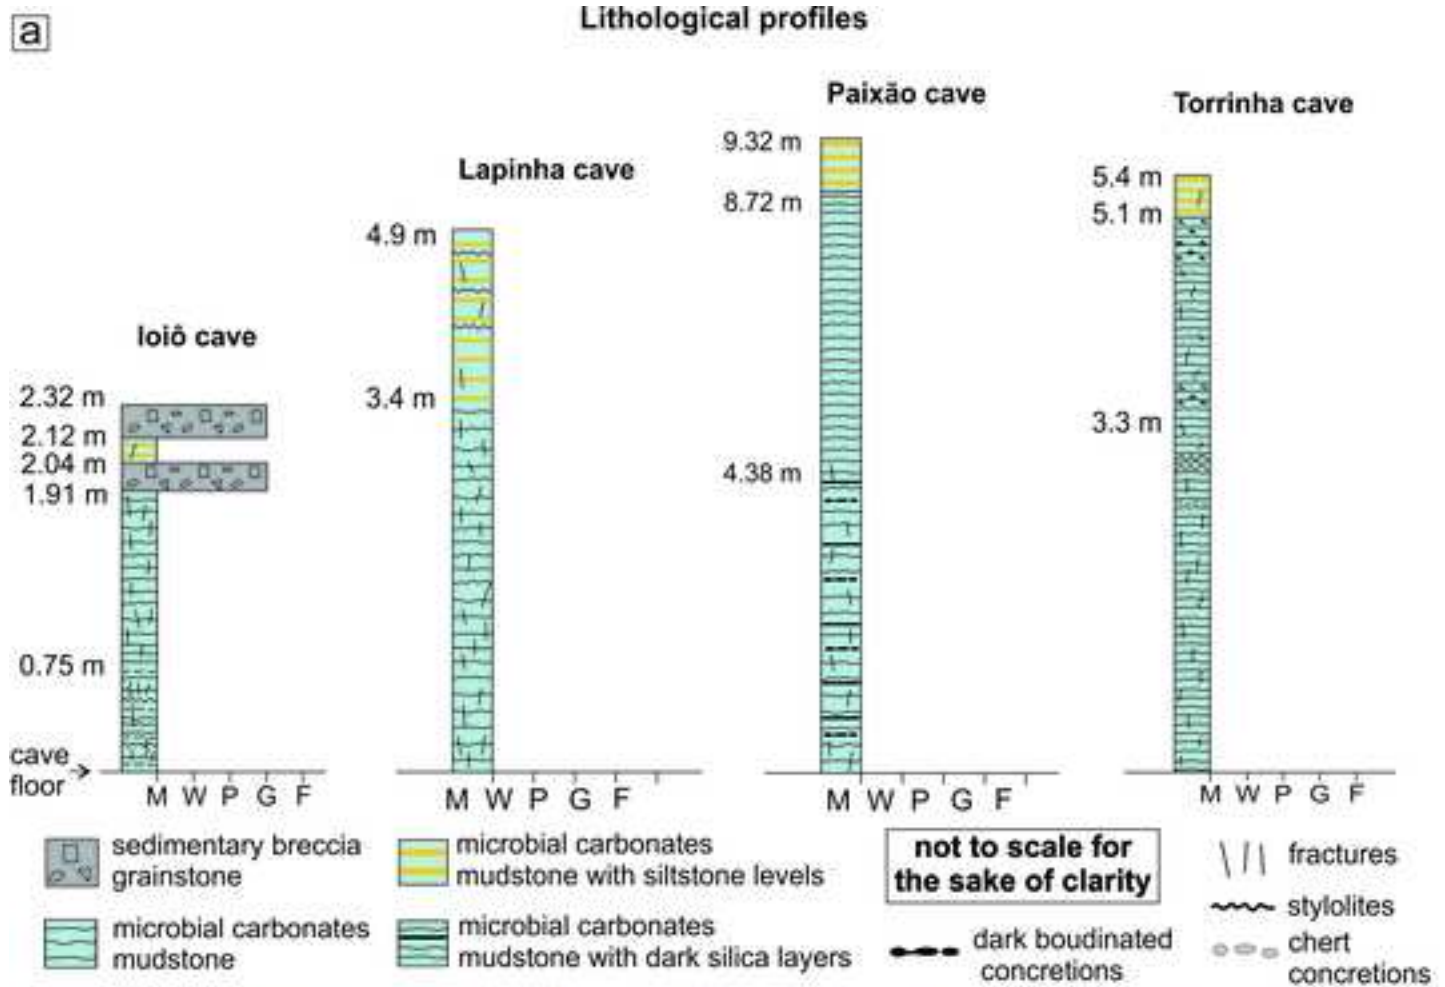 a
Lithological profiles
Ioiô cave
2.32 m
2.12 m
2.04 m
1.91 m
0.75 m
cave
floor
M W P G F
Lapinha cave
4.9 m
3.4 m
M W P G F
Paixão cave
9.32 m
8.72 m
4.38 m
M W P G F
Torrinha cave
5.4 m
5.1 m
3.3 m
M W P G F
sedimentary breccia
grainstone
microbial carbonates
mudstone
microbial carbonates
mudstone with siltstone levels
microbial carbonates
mudstone with dark silica layers
not to scale for
the sake of clarity
dark boudinated
concretions
fractures
stylolites
chert
concretions